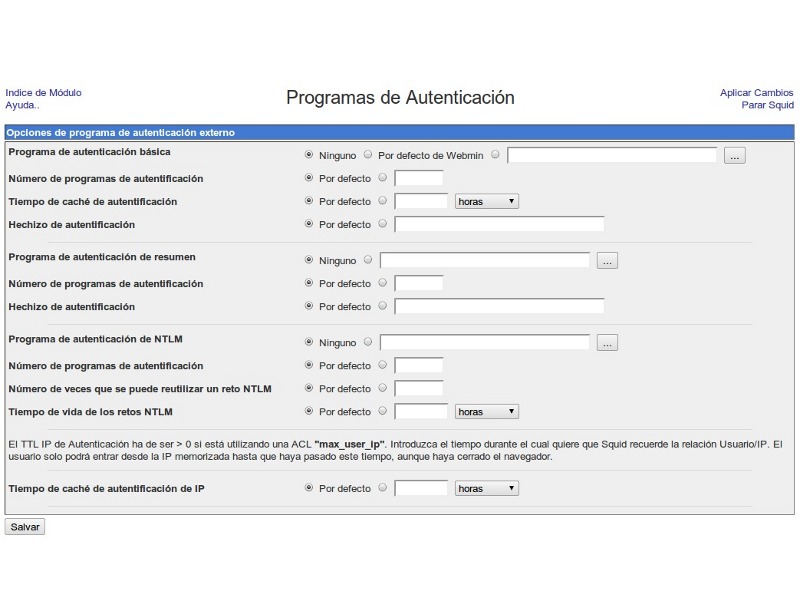 Indice de Módulo
Ayuda..
Programas de Autenticación
Aplicar Cambios
Parar Squid
Opciones de programa de autenticación externo
Programa de autenticación básica Ninguno Por defecto de Webmin ...
Número de programas de autentificación Por defecto
Tiempo de caché de autentificación Por defecto horas
Hechizo de autentificación Por defecto
Programa de autenticación de resumen Ninguno ...
Número de programas de autentificación Por defecto
Hechizo de autentificación Por defecto
Programa de autenticación de NTLM Ninguno ...
Número de programas de autentificación Por defecto
Número de veces que se puede reutilizar un reto NTLM Por defecto
Tiempo de vida de los retos NTLM Por defecto horas
El TTL IP de Autenticación ha de ser > 0 si está utilizando una ACL "max_user_ip". Introduzca el tiempo durante el cual quiere que Squid recuerde la relación Usuario/IP. El
usuario solo podrá entrar desde la IP memorizada hasta que haya pasado este tiempo, aunque haya cerrado el navegador.
Tiempo de caché de autentificación de IP Por defecto horas
Salvar